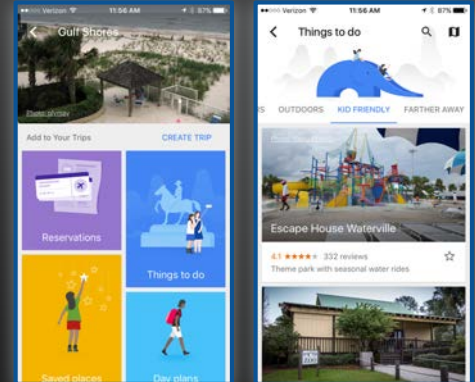 Verizon
11:56 AM
87%
Gulf Shores
Add to Your Trips
CREATE TRIP
Reservations
Things to do
Saved places
Day plans
Verizon
11:56 AM
87%
Things to do
OUTDOORS
KID FRIENDLY
FARTHER AWAY
Escape House Waterville
4.1 ★★★★★ 332 reviews
Theme park with seasonal water rides
ZOO